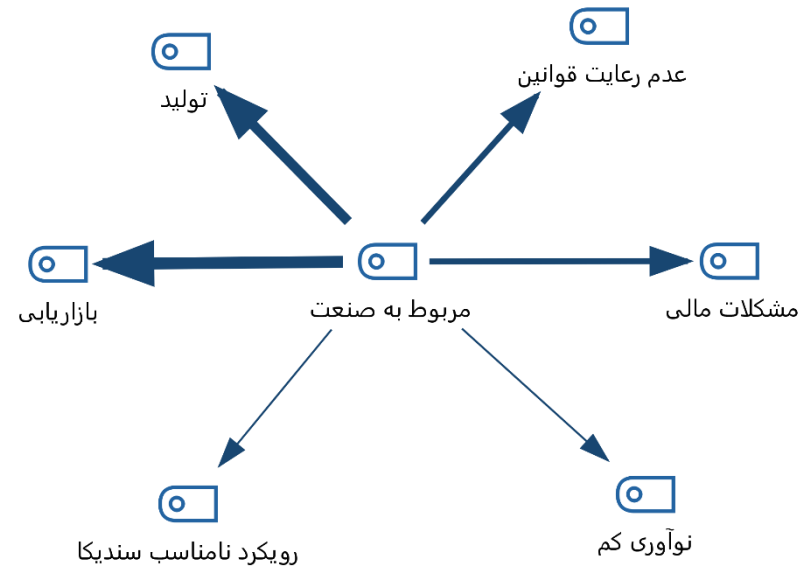 عدم رعایت قوانین
تولید
مشکلات مالی
مربوط به صنعت
بازاریابی
نوآوری کم
رویکرد نامناسب سندیکا